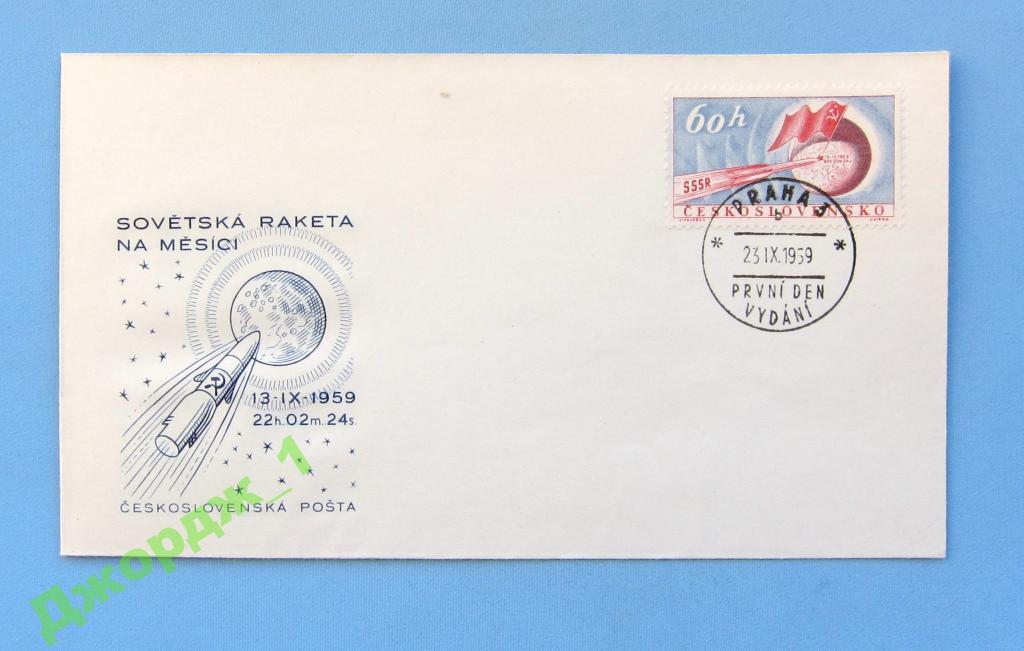 60h
SSSR
ČESKOSLOVENSKO
PRAHA 3
b
* *
23 IX.1959
PRVNÍ DEN
VYDÁNÍ
SOVĚTSKÁ RAKETA
NA MĚSÍCI
13-IX-1959
22h.02m.24s.
ČESKOSLOVENSKÁ POŠTA
Джордж_1